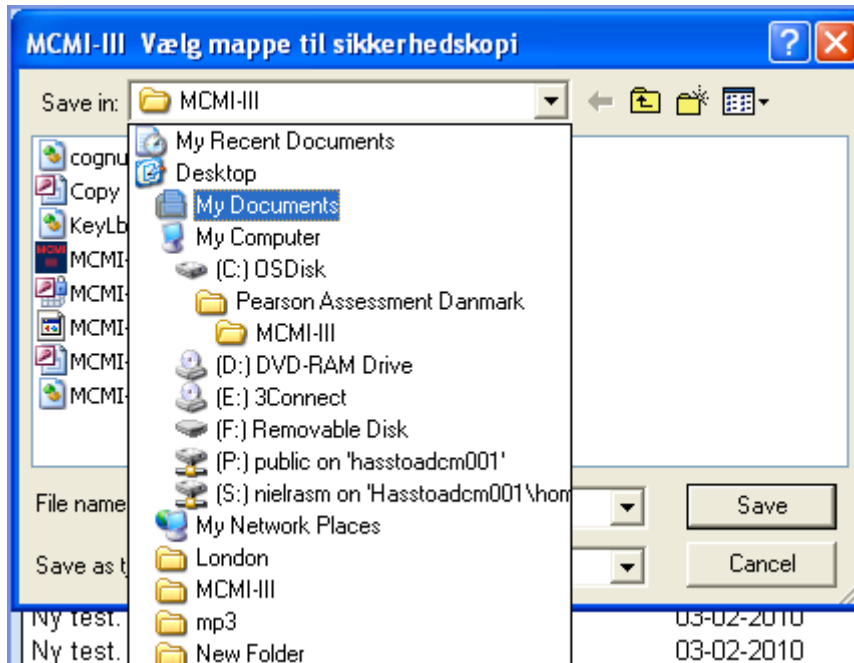 MCMI-III Vælg mappe til sikkerhedskopi
Save in: MCMI-III
My Recent Documents
Desktop
My Documents
My Computer
(C:) OSDisk
Pearson Assessment Danmark
MCMI-III
(D:) DVD-RAM Drive
(E:) 3Connect
(F:) Removable Disk
(P:) public on 'hasstoadcm001'
(S:) nielrasm on 'Hasstoadcm001\hom
My Network Places
London
MCMI-III
mp3
New Folder
cognu
Copy
KeyLb
MCMI-
MCMI-
MCMI-
MCMI-
MCMI-
File name
Save
Save as t
Cancel
Ny test. 03-02-2010
Ny test. 03-02-2010